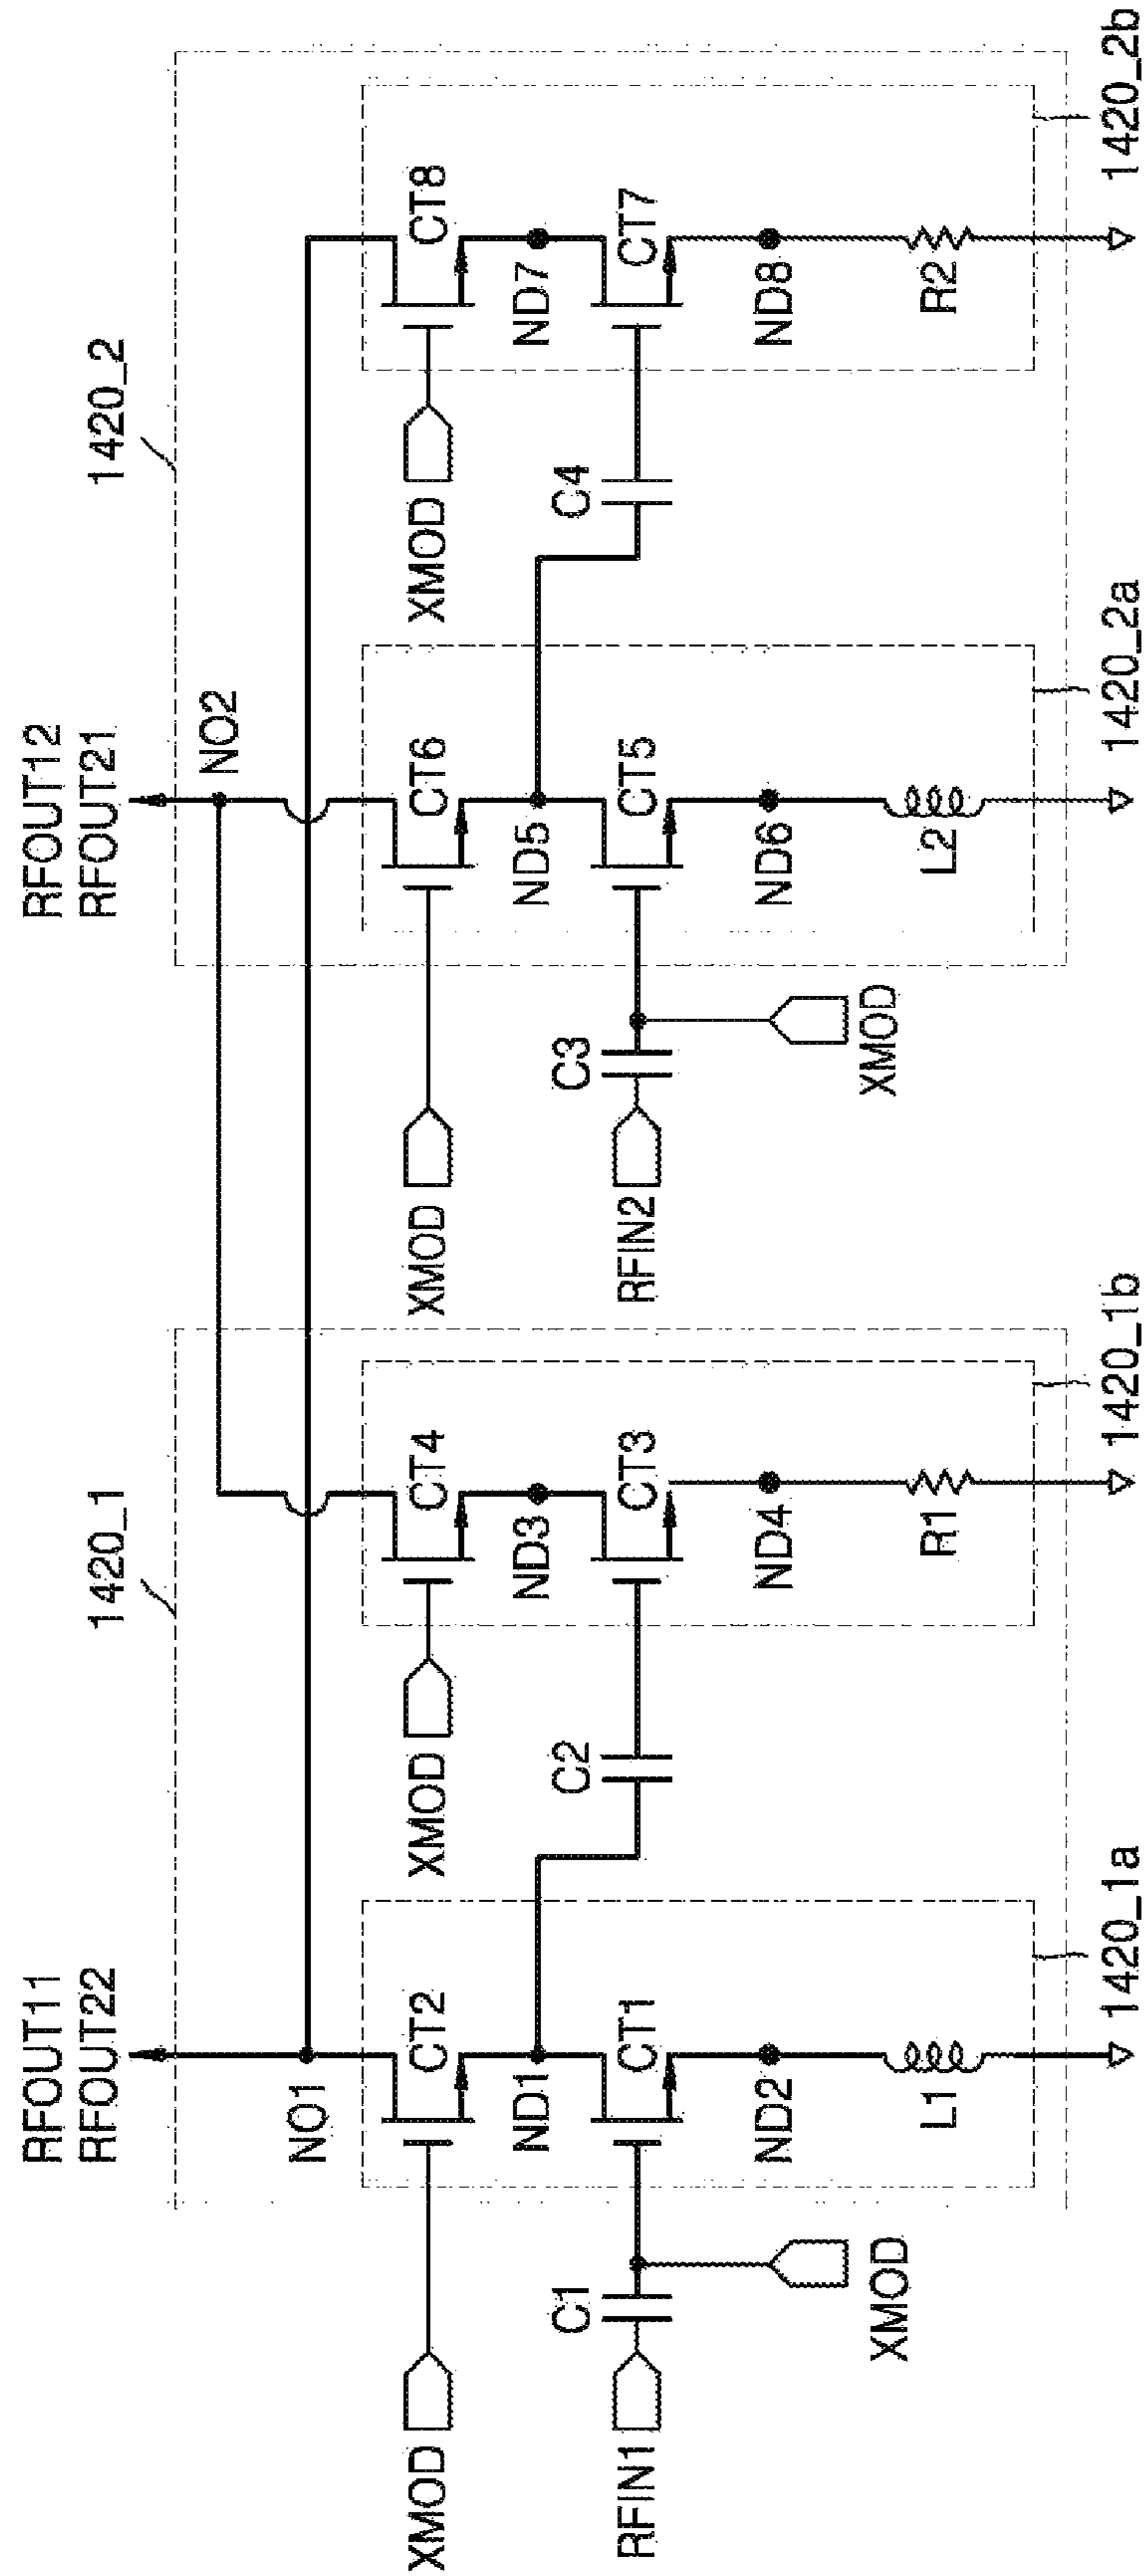 RFOUT11
RFOUT22
RFOUT12
RFOUT21
1420_1
1420_2
NO1
NO2
XMOD
CT2
XMOD
CT4
XMOD
CT6
XMOD
CT8
ND1
ND3
ND5
ND7
RFIN1
C1
CT1
C2
CT3
RFIN2
C3
CT5
C4
CT7
ND2
ND4
ND6
ND8
XMOD
L1
R1
XMOD
L2
R2
1420_1a
1420_1b
1420_2a
1420_2b